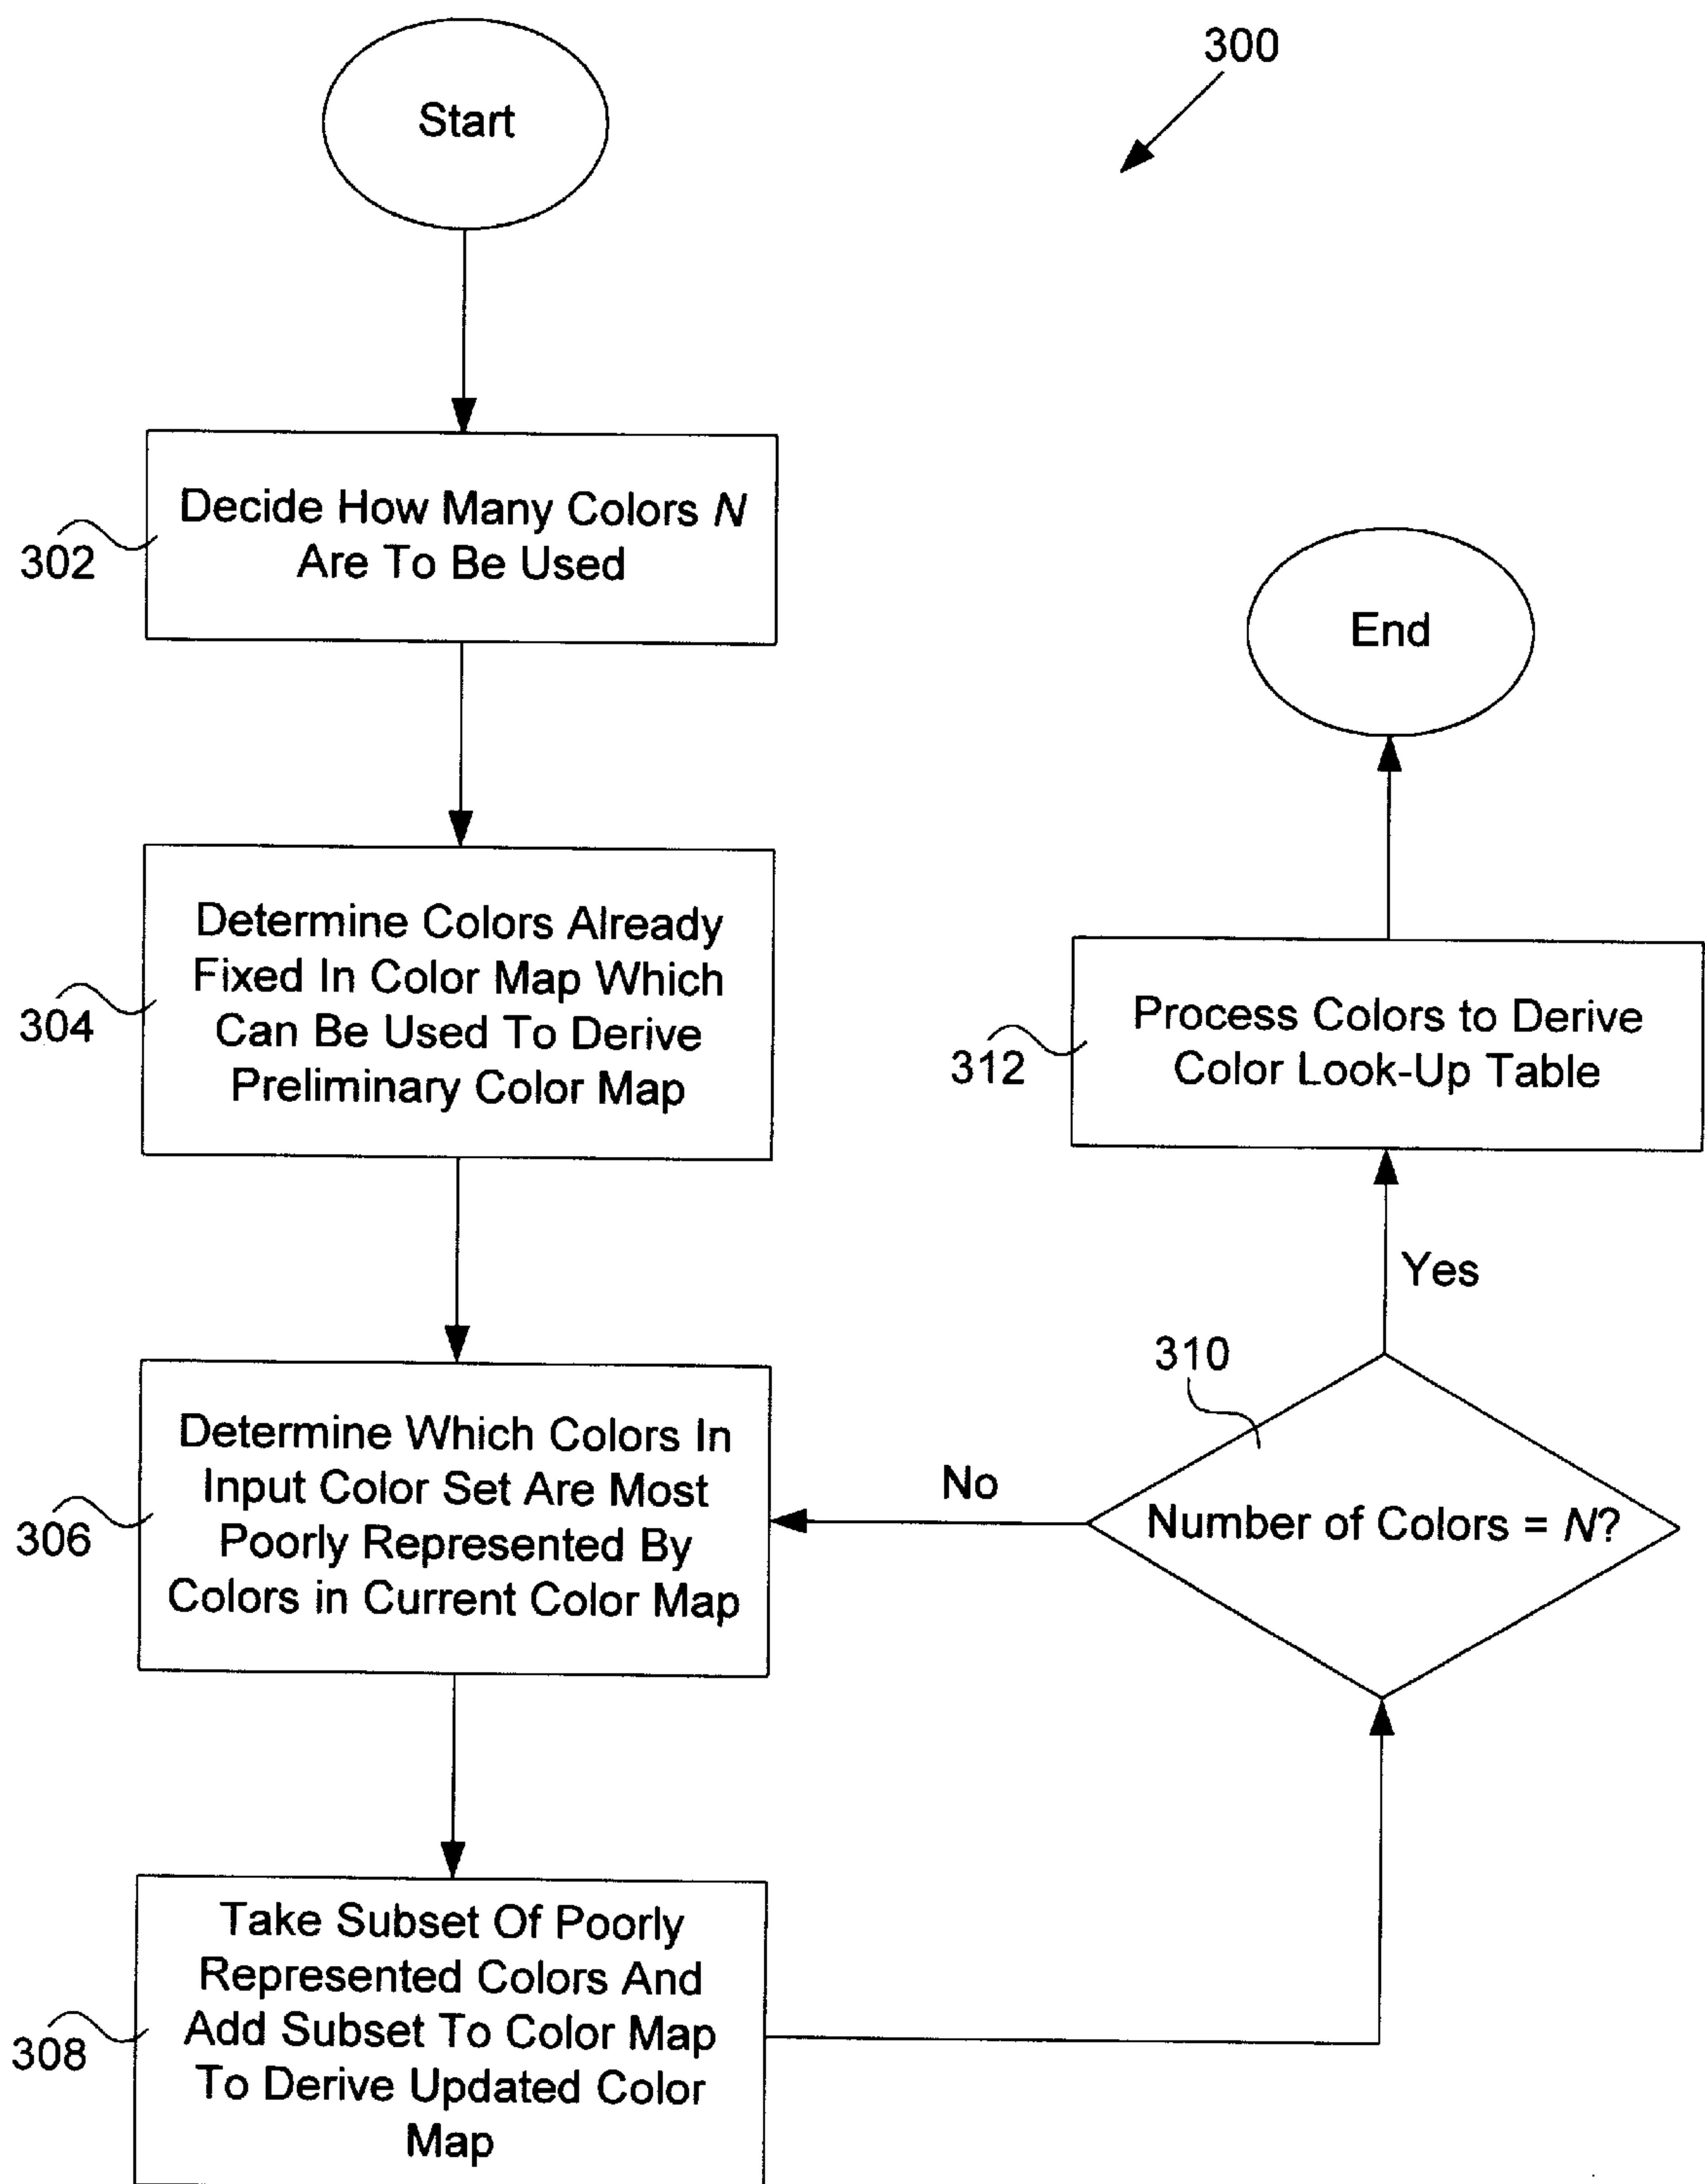 300
Start
302
Decide How Many Colors N
Are To Be Used
304
Determine Colors Already
Fixed In Color Map Which
Can Be Used To Derive
Preliminary Color Map
306
Determine Which Colors In
Input Color Set Are Most
Poorly Represented By
Colors in Current Color Map
308
Take Subset Of Poorly
Represented Colors And
Add Subset To Color Map
To Derive Updated Color
Map
310
Number of Colors = N?
No
Yes
312
Process Colors to Derive
Color Look-Up Table
End